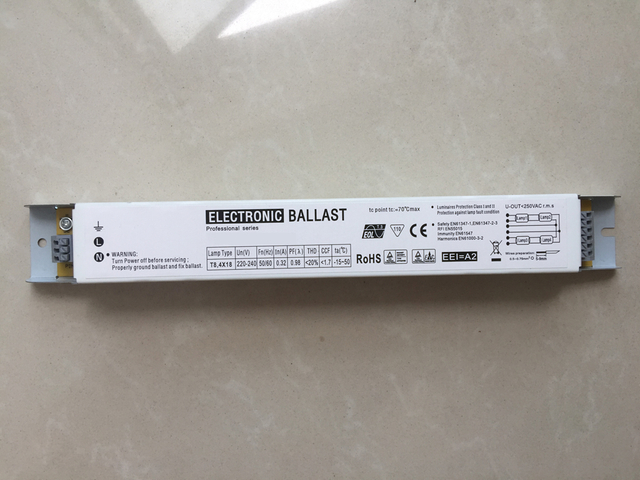 ELECTRONIC BALLAST
Professional series
L
N
WARNING:
Turn Power off before servicing ;
Properly ground ballast and fix ballast.
Lamp Type Un(V) Fn(Hz) In(A) PF(λ) THD CCF ta(℃)
T8,4X18 220-240 50/60 0.32 0.98 <20% <1.7 -15~50
tc point tc:=70℃max
EOL
110
CE
RoHS
EEI=A2
Luminaires Protection Class I and II
Protection against lamp fault condition
Safety EN61347-1,EN61347-2-3
RFI EN55015
Immunity EN61547
Harmonics EN61000-3-2
U-OUT<250VAC r.m.s
Lamp1 Lamp2
Wires preparation: